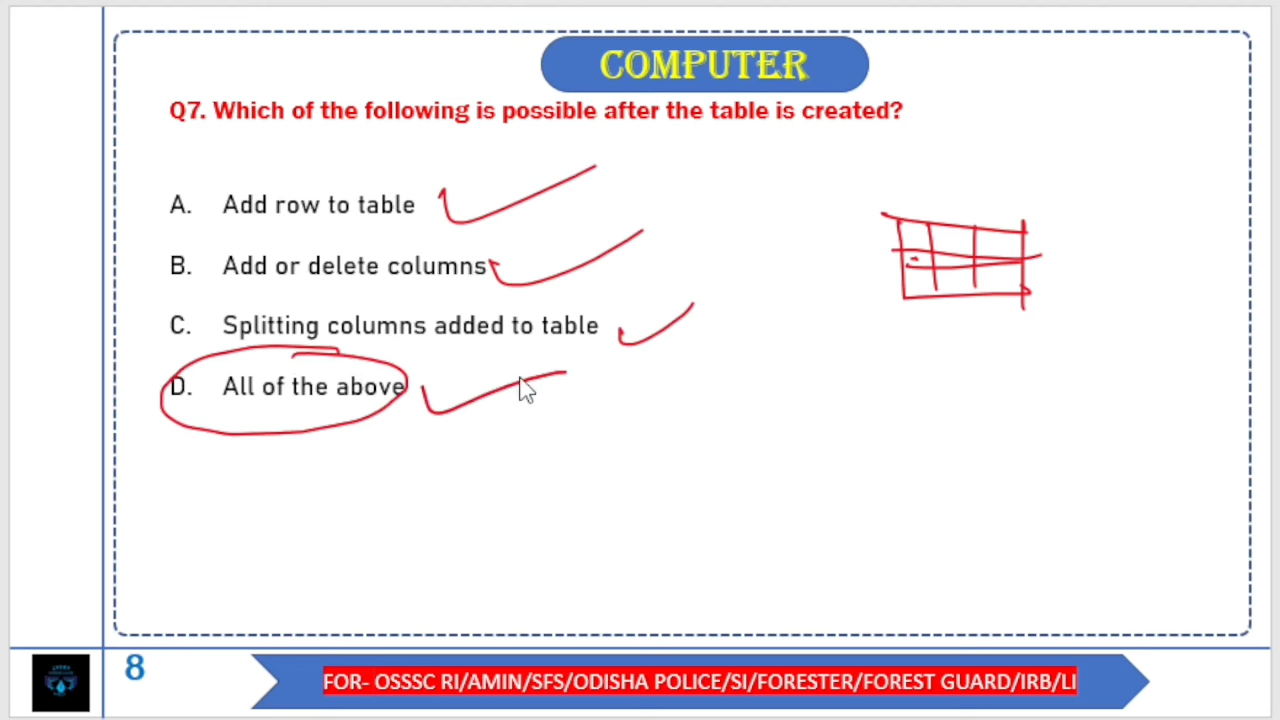 COMPUTER
Q7. Which of the following is possible after the table is created?
A. Add row to table
B. Add or delete columns
C. Splitting columns added to table
D. All of the above
8
FOR- OSSSC RI/AMIN/SFS/ODISHA POLICE/SI/FORESTER/FOREST GUARD/IRB/LI